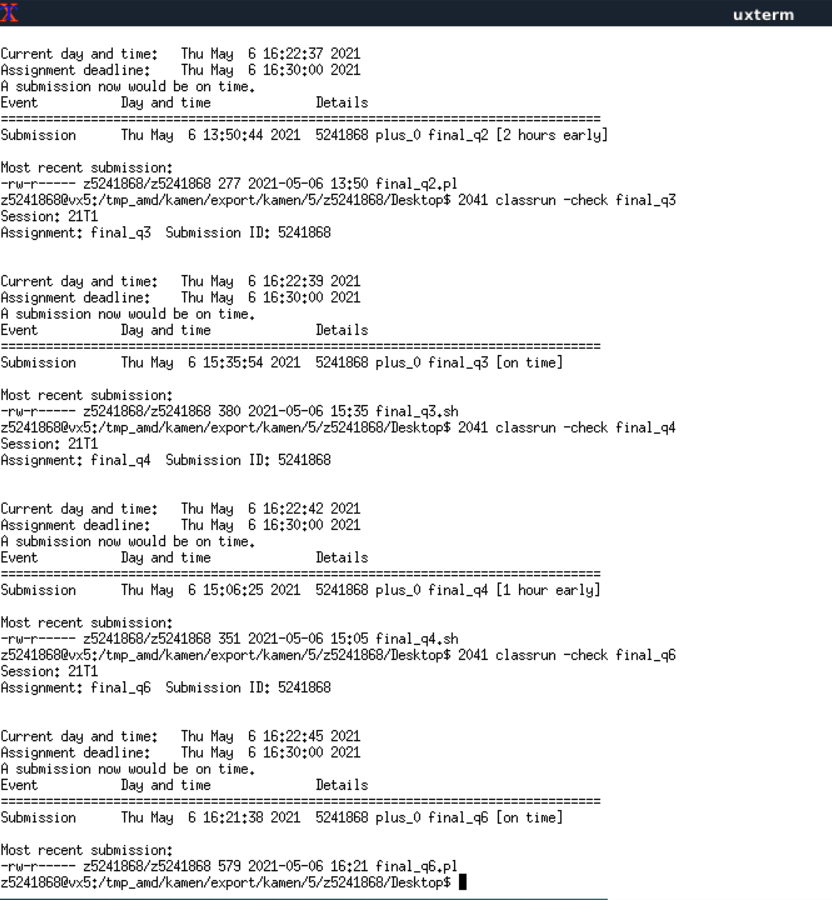 uxterm
Current day and time:   Thu May  6 16:22:37 2021
Assignment deadline:    Thu May  6 16:30:00 2021
A submission now would be on time.
Event           Day and time              Details
================================================================================
Submission      Thu May  6 13:50:44 2021  5241868 plus_0 final_q2 [2 hours early]
Most recent submission:
-rw-r----- z5241868/z5241868 277 2021-05-06 13:50 final_q2.pl
z5241868@vx5:/tmp_amd/kamen/export/kamen/5/z5241868/Desktop$ 2041 classrun -check final_q3
Session: 21T1
Assignment: final_q3  Submission ID: 5241868
Current day and time:   Thu May  6 16:22:39 2021
Assignment deadline:    Thu May  6 16:30:00 2021
A submission now would be on time.
Event           Day and time              Details
================================================================================
Submission      Thu May  6 15:35:54 2021  5241868 plus_0 final_q3 [on time]
Most recent submission:
-rw-r----- z5241868/z5241868 380 2021-05-06 15:35 final_q3.sh
z5241868@vx5:/tmp_amd/kamen/export/kamen/5/z5241868/Desktop$ 2041 classrun -check final_q4
Session: 21T1
Assignment: final_q4  Submission ID: 5241868
Current day and time:   Thu May  6 16:22:42 2021
Assignment deadline:    Thu May  6 16:30:00 2021
A submission now would be on time.
Event           Day and time              Details
================================================================================
Submission      Thu May  6 15:06:25 2021  5241868 plus_0 final_q4 [1 hour early]
Most recent submission:
-rw-r----- z5241868/z5241868 351 2021-05-06 15:05 final_q4.sh
z5241868@vx5:/tmp_amd/kamen/export/kamen/5/z5241868/Desktop$ 2041 classrun -check final_q6
Session: 21T1
Assignment: final_q6  Submission ID: 5241868
Current day and time:   Thu May  6 16:22:45 2021
Assignment deadline:    Thu May  6 16:30:00 2021
A submission now would be on time.
Event           Day and time              Details
================================================================================
Submission      Thu May  6 16:21:38 2021  5241868 plus_0 final_q6 [on time]
Most recent submission:
-rw-r----- z5241868/z5241868 579 2021-05-06 16:21 final_q6.pl
z5241868@vx5:/tmp_amd/kamen/export/kamen/5/z5241868/Desktop$